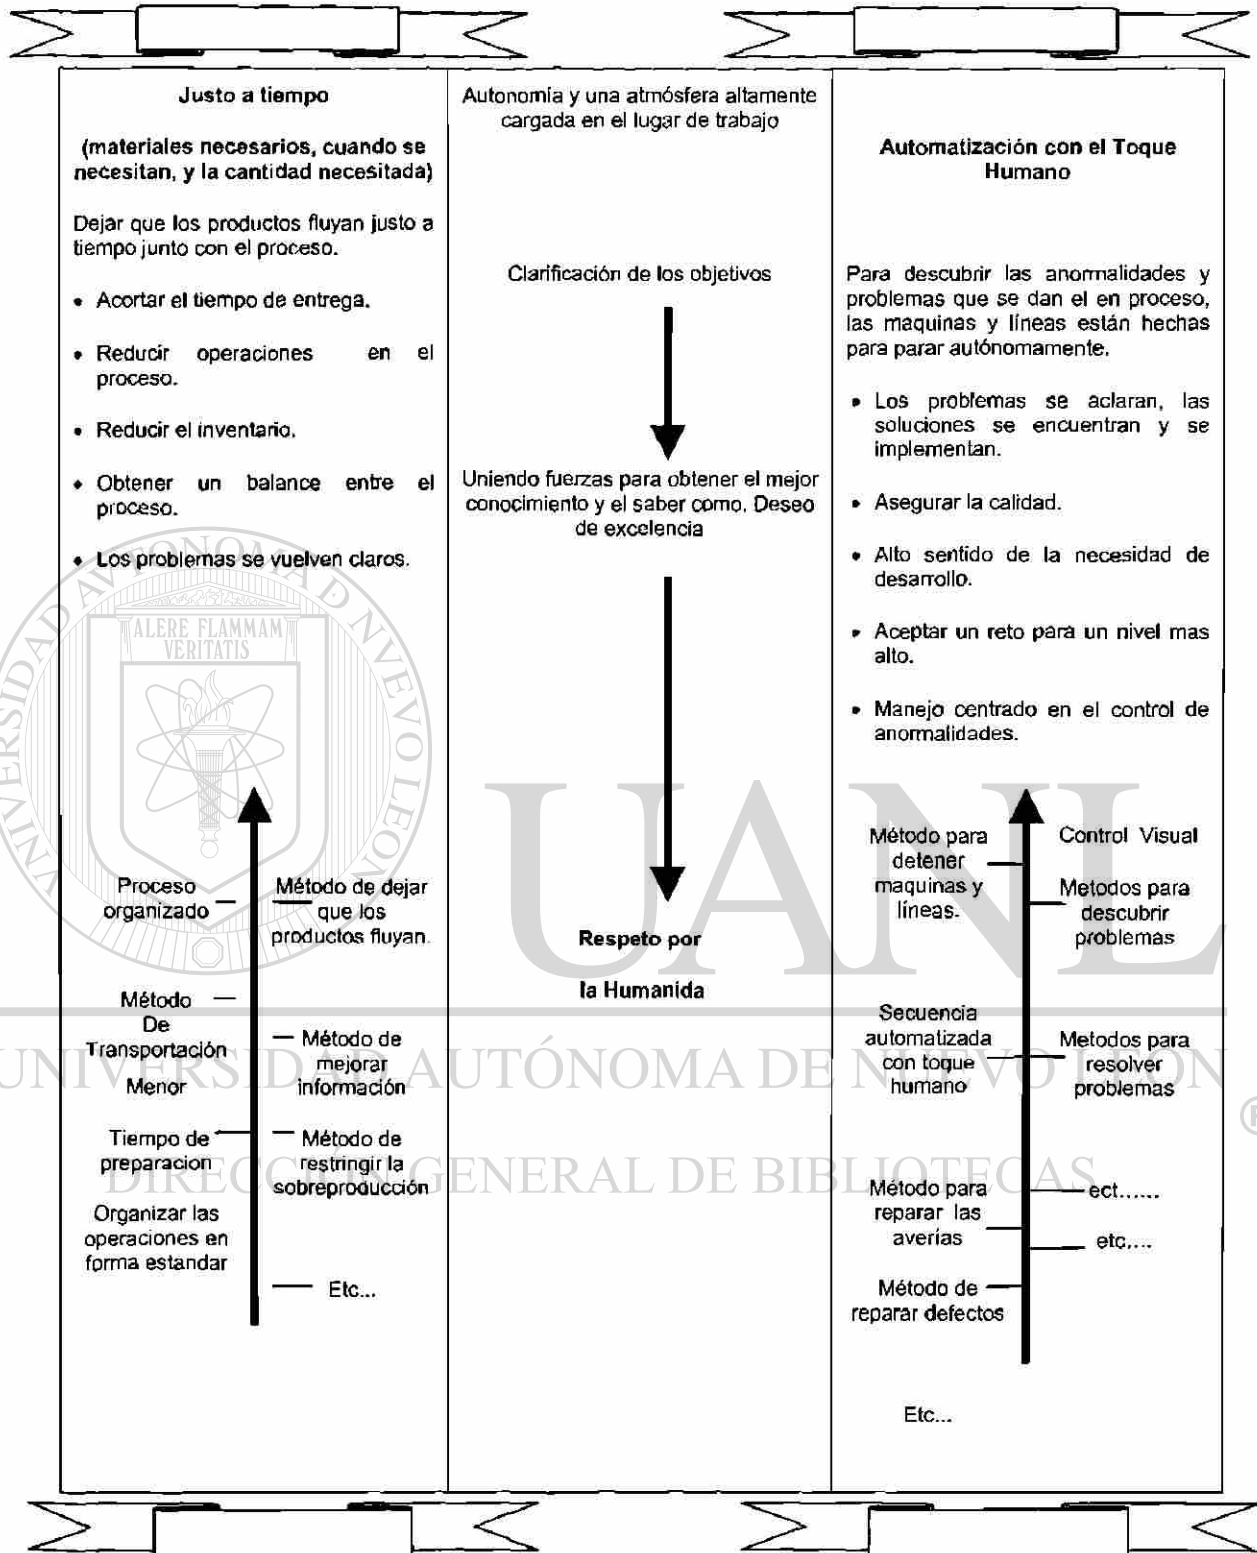 Justo a tiempo
(materiales necesarios, cuando se
necesitan, y la cantidad necesitada)
Dejar que los productos fluyan justo a
tiempo junto con el proceso.
• Acortar el tiempo de entrega.
• Reducir operaciones en el
proceso.
• Reducir el inventario.
• Obtener un balance entre el
proceso.
• Los problemas se vuelven claros.
Proceso
organizado
Método de dejar
que los
productos fluyan.
Método
De
Transportación
Menor
Método de
mejorar
información
Tiempo de
preparacion
Método de
restringir la
sobreproducción
Organizar las
operaciones en
forma estandar
Etc...
Autonomía y una atmósfera altamente
cargada en el lugar de trabajo
Clarificación de los objetivos
Uniendo fuerzas para obtener el mejor
conocimiento y el saber como. Deseo
de excelencia
Respeto por
la Humanida
Automatización con el Toque
Humano
Para descubrir las anormalidades y
problemas que se dan el en proceso,
las maquinas y líneas están hechas
para parar autónomamente.
• Los problemas se aclaran, las
soluciones se encuentran y se
implementan.
• Asegurar la calidad.
• Alto sentido de la necesidad de
desarrollo.
• Aceptar un reto para un nivel mas
alto.
• Manejo centrado en el control de
anormalidades.
Método para
detener
maquinas y
líneas.
Control Visual
Metodos para
descubrir
problemas
Secuencia
automatizada
con toque
humano
Metodos para
resolver
problemas
Método para
reparar las
averías
ect......
etc....
Método de
reparar defectos
Etc...
UNIVERSIDAD AUTONOMA D NUEVO LEON
ALERE FLAMMAM
VERITATIS
UANL
UNIVERSIDAD AUTÓNOMA DE NUEVO LEÓN
®
DIRECCIÓN GENERAL DE BIBLIOTECAS